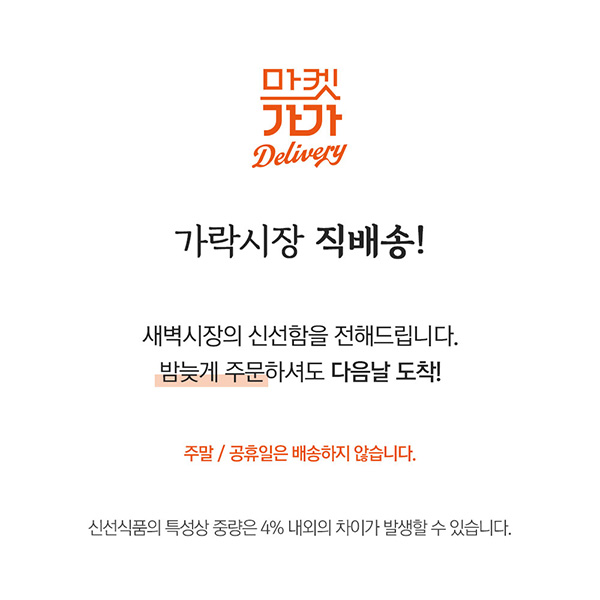 마켓
가가
Delivery
가락시장 직배송!
새벽시장의 신선함을 전해드립니다.
밤늦게 주문하셔도 다음날 도착!
주말 / 공휴일은 배송하지 않습니다.
신선식품의 특성상 중량은 4% 내외의 차이가 발생할 수 있습니다.